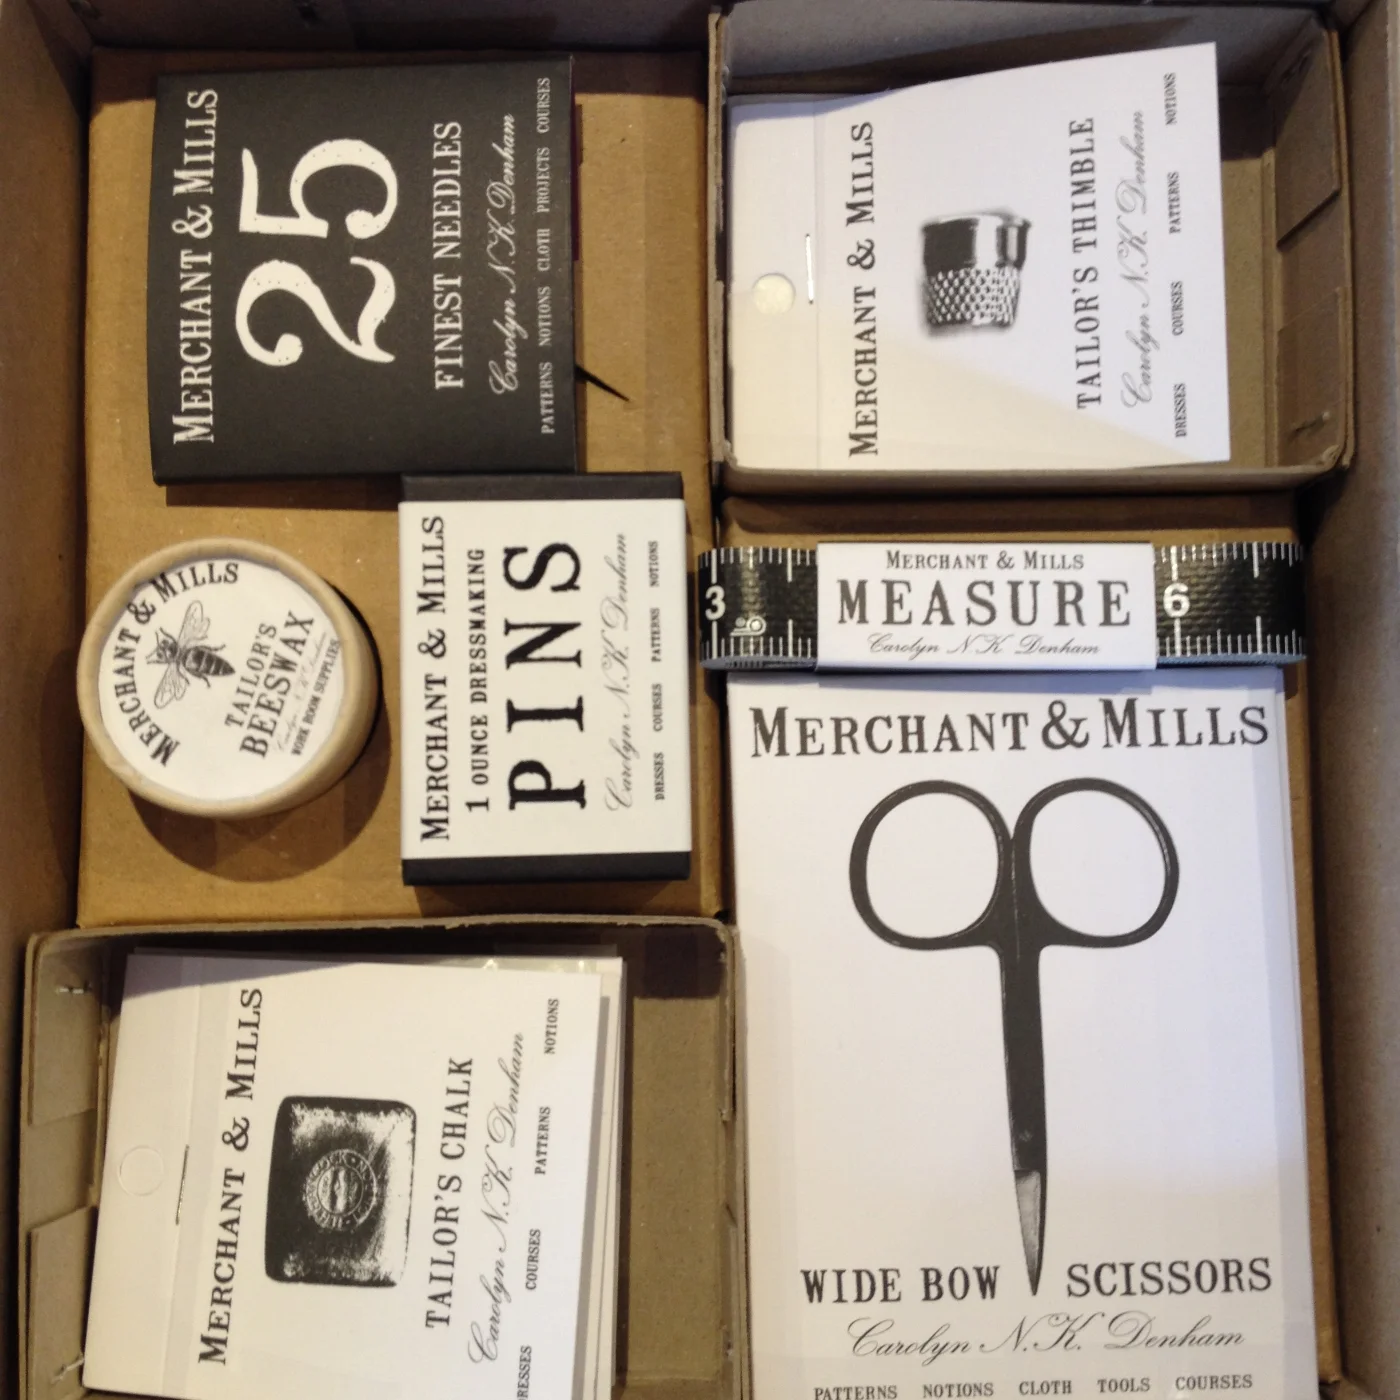 MERCHANT & MILLS
25
FINEST NEEDLES
Carolyn N.K. Denham
PATTERNS NOTIONS CLOTH PROJECTS COURSES
MERCHANT & MILLS
TAILOR'S THIMBLE
Carolyn N.K. Denham
DRESSES COURSES PATTERNS NOTIONS
MERCHANT & MILLS
TAILOR'S
BEESWAX
Carolyn N.K. Denham
WORK ROOM SUPPLIES
MERCHANT & MILLS
1 OUNCE DRESSMAKING
PINS
Carolyn N.K. Denham
DRESSES COURSES PATTERNS NOTIONS
3
MERCHANT & MILLS
MEASURE
Carolyn N.K. Denham
6
MERCHANT & MILLS
TAILOR'S CHALK
Carolyn N.K. Denham
DRESSES COURSES PATTERNS NOTIONS
MERCHANT & MILLS
WIDE BOW SCISSORS
Carolyn N.K. Denham
PATTERNS NOTIONS CLOTH TOOLS COURSES